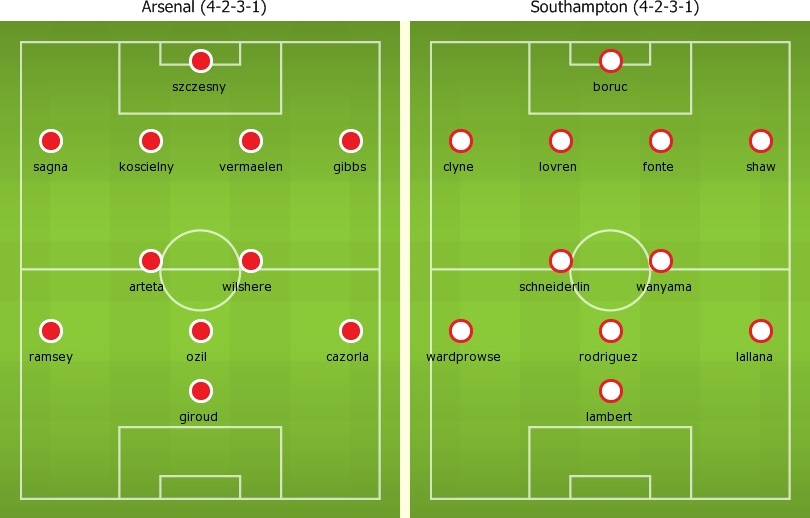 Arsenal (4-2-3-1)
szczesny
sagna koscielny vermaelen gibbs
arteta wilshere
ramsey ozil cazorla
giroud
Southampton (4-2-3-1)
boruc
clyne lovren fonte shaw
schneiderlin wanyama
wardprowse rodriguez lallana
lambert